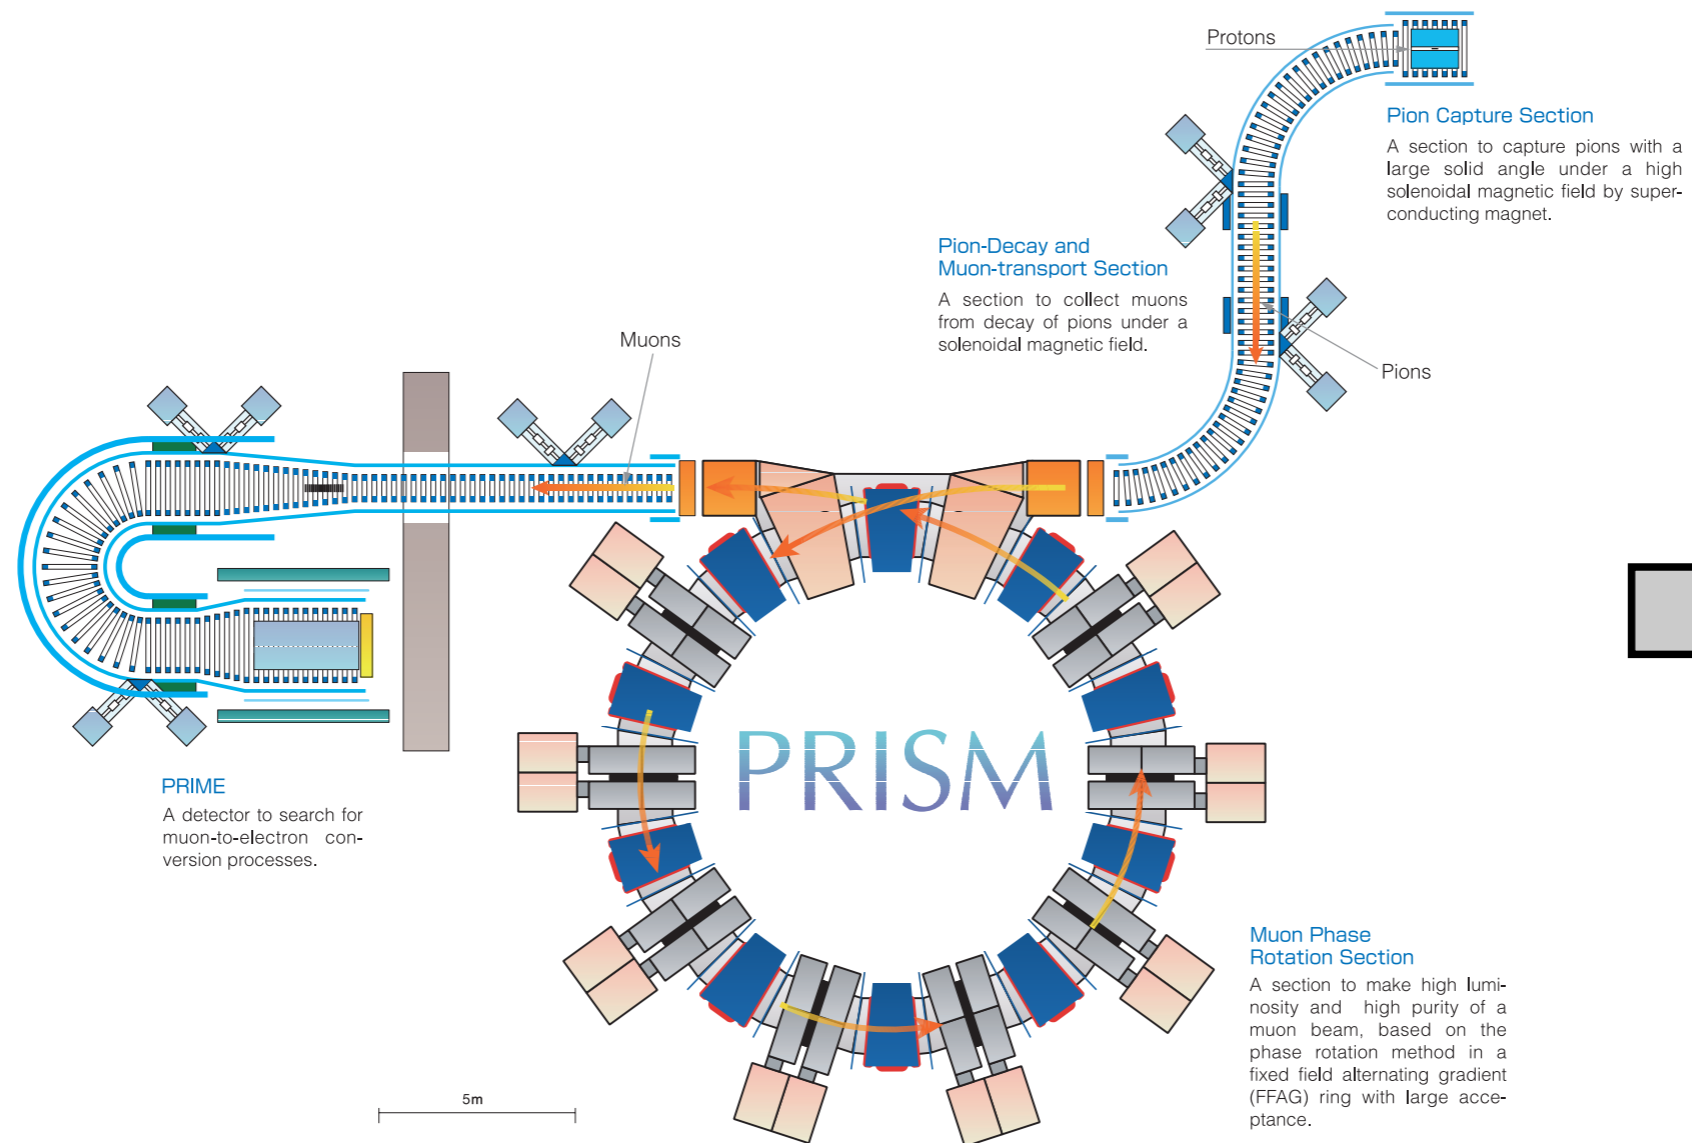 Protons
Pion Capture Section
A section to capture pions with a
large solid angle under a high
solenoidal magnetic field by super-
conducting magnet.
Pion-Decay and
Muon-transport Section
A section to collect muons
from decay of pions under a
solenoidal magnetic field.
Pions
Muons
PRIME
A detector to search for
muon-to-electron con-
version processes.
PRISM
Muon Phase
Rotation Section
A section to make high lumi-
nosity and high purity of a
muon beam, based on the
phase rotation method in a
fixed field alternating gradient
(FFAG) ring with large acce-
ptance.
5m